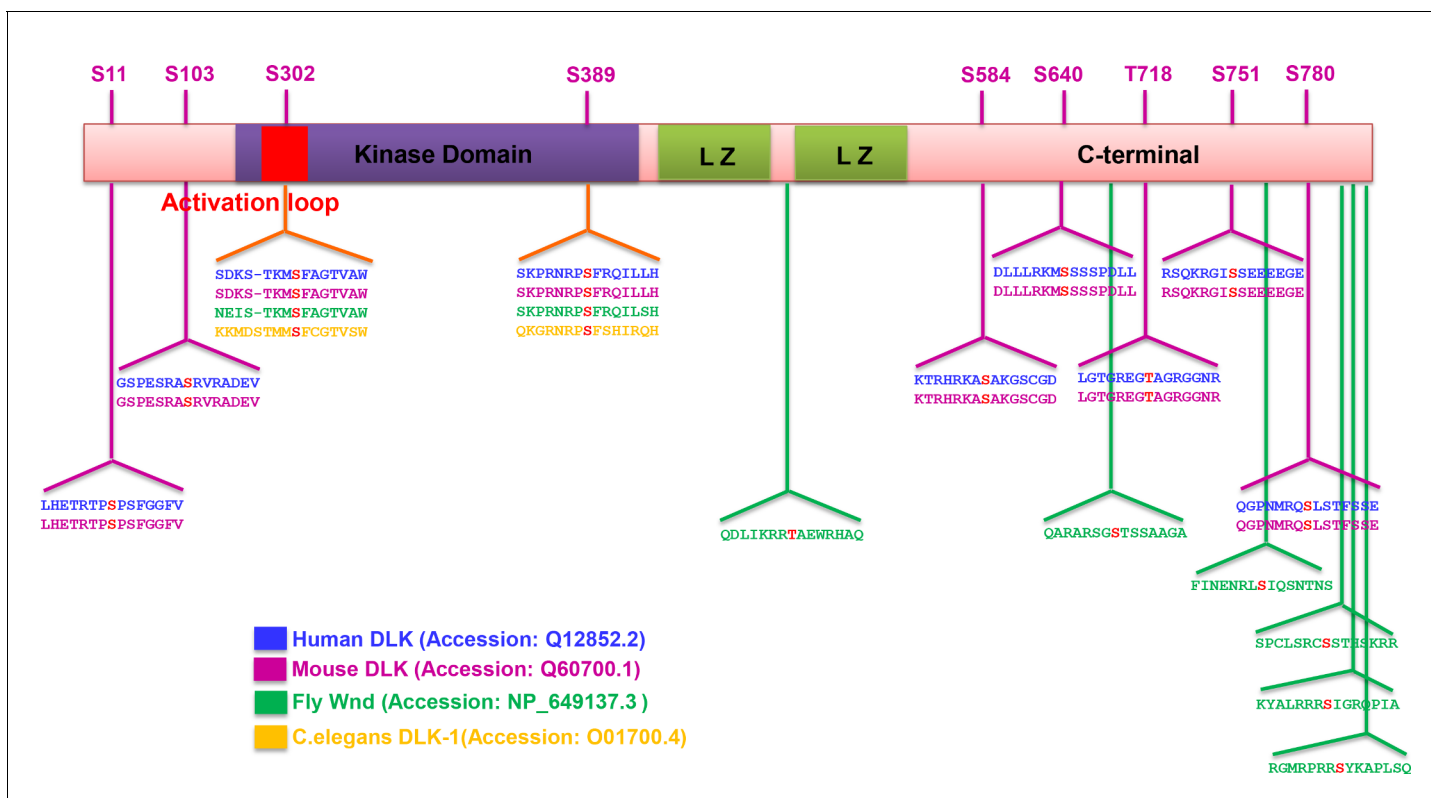 S11 S103 S302 S389 S584 S640 T718 S751 S780
Kinase Domain L Z L Z C-terminal
Activation loop
SDKS-TKMSFAGTVAW
SDKS-TKMSFAGTVAW
NEIS-TKMSFAGTVAW
KKMDSTMMSFCGTVSW
SKPRNRPSFRQILLH
SKPRNRPSFRQILLH
SKPRNRPSFRQILSH
QKGRNRPSFSHIRQH
DLLLRKMSSSSPDLL
DLLLRKMSSSSPDLL
RSQKRGISSEEEEGE
RSQKRGISSEEEEGE
GSPESRASRVRADEV
GSPESRASRVRADEV
KTRHRKASAKGSCGD
KTRHRKASAKGSCGD
LGTGREGTAGRGGNR
LGTGREGTAGRGGNR
LHETRTPSPSFGGFV
LHETRTPSPSFGGFV
QDLIKRRTAEWRHAQ
QARARSGSTSSAAGA
QGPNMRQSLSTFSSE
QGPNMRQSLSTFSSE
FINENRLSIQSNTNS
SPCLSRCSSTHSKRR
KYALRRRSIGRQPIA
RGMRPRRSYKAPLSQ
Human DLK (Accession: Q12852.2)
Mouse DLK (Accession: Q60700.1)
Fly Wnd (Accession: NP_649137.3 )
C.elegans DLK-1(Accession: O01700.4)